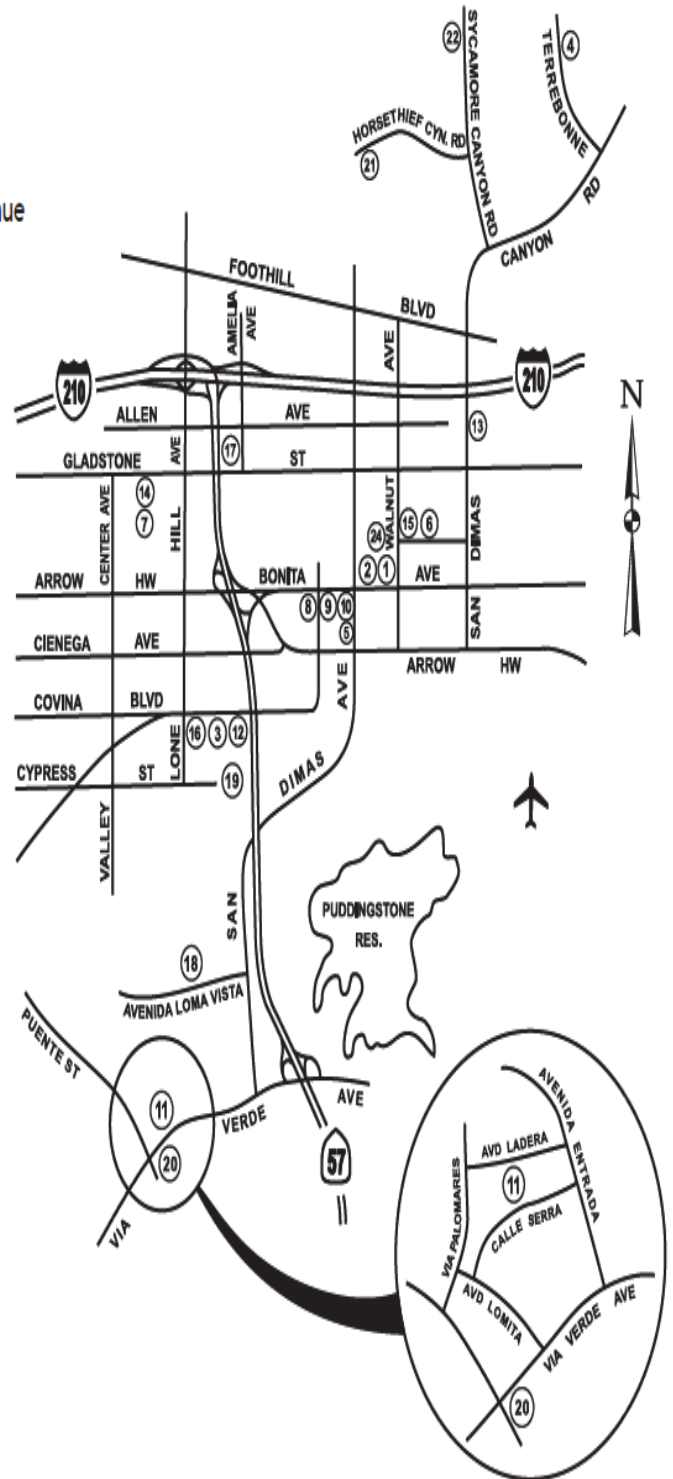 22
SYCAMORE CANYON RD
TERREBONNE
4
HORSETHIEF CYN. RD
21
CANYON RD
FOOTHILL BLVD
AMELIA AVE
AVE
210
210
N
ALLEN AVE
13
17
GLADSTONE ST
AVE
CENTER AVE
14
7
HILL
WALNUT
15 6
24
DIMAS
2 1
ARROW HW
BONITA AVE
8 9 10
5
SAN
CIENEGA AVE
ARROW HW
AVE
COVINA BLVD
16 3 12
LONE
CYPRESS ST
19
DIMAS
VALLEY
SAN
PUDDINGSTONE
RES.
18
AVENIDA LOMA VISTA
PUENTE ST
11
VERDE AVE
20
VIA
57
AVENIDA ENTRADA
AVD LADERA
11
VIA PALOMARES
CALLE SERRA
AVD LOMITA
VIA VERDE AVE
20